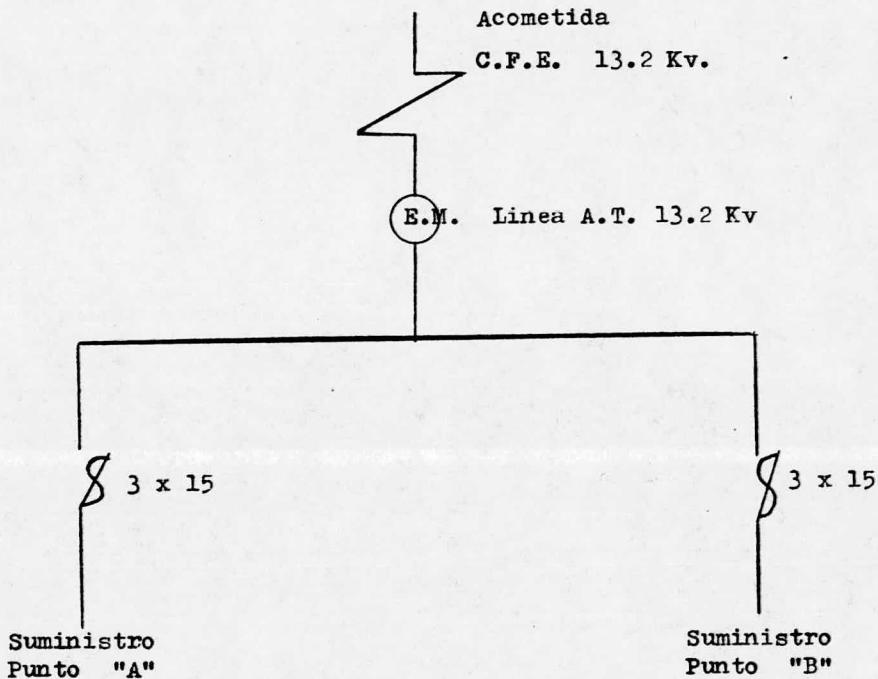 Acometida
C.F.E. 13.2 Kv.
E.M. Linea A.T. 13.2 Kv
3 x 15
3 x 15
Suministro
Punto "A"
Suministro
Punto "B"